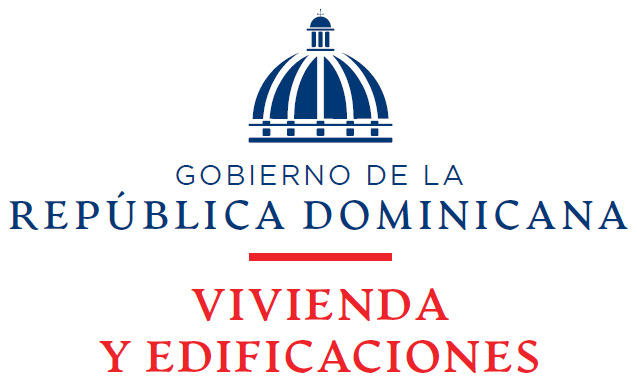 GOBIERNO DE LA
REPÚBLICA DOMINICANA
VIVIENDA
Y EDIFICACIONES